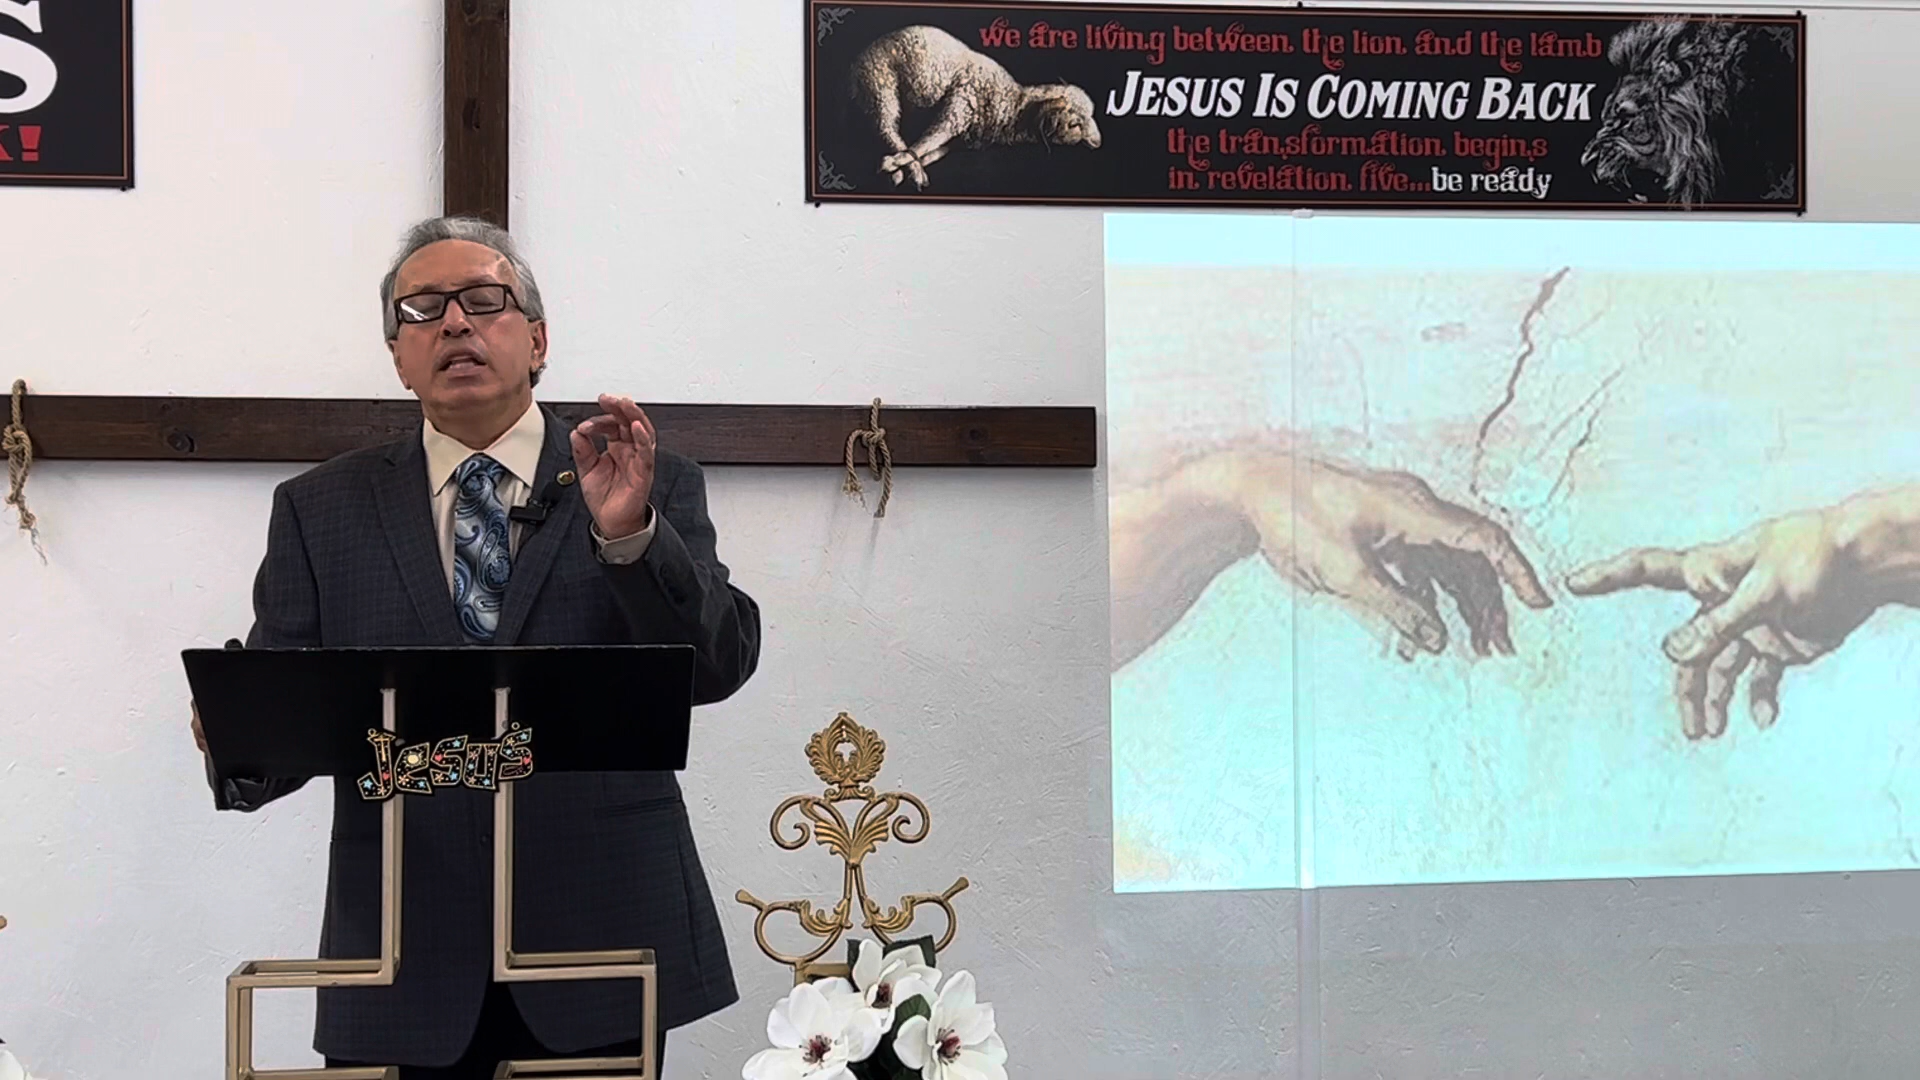 S
K!
we are living between the lion and the lamb
JESUS IS COMING BACK
the transformation begins
in revelation five...be ready
JESUS